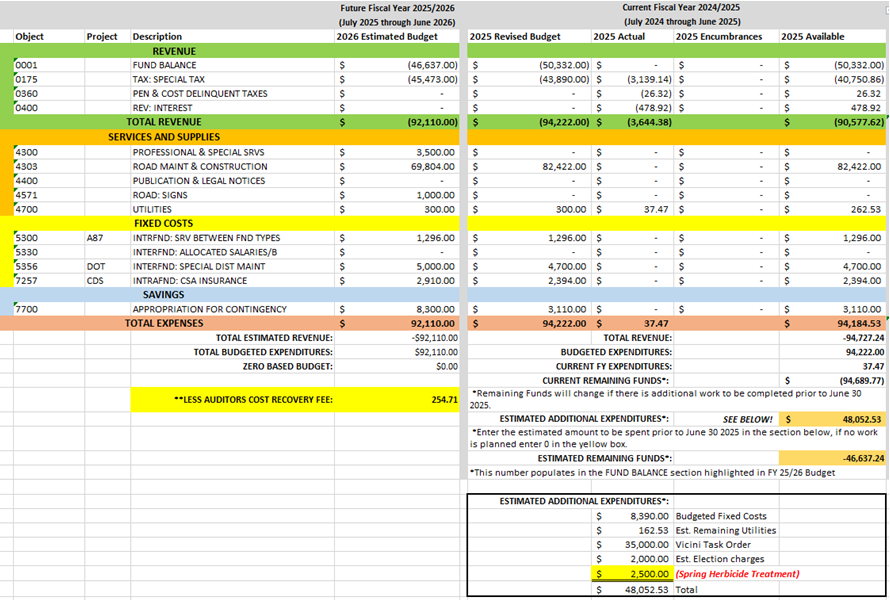 Future Fiscal Year 2025/2026 Current Fiscal Year 2024/2025
(July 2025 through June 2026) (July 2024 through June 2025)
Object Project Description 2026 Estimated Budget 2025 Revised Budget 2025 Actual 2025 Encumbrances 2025 Available
REVENUE
0001 FUND BALANCE $ (46,637.00) $ (50,332.00) $ - $ - $ (50,332.00)
0175 TAX: SPECIAL TAX $ (45,473.00) $ (43,890.00) $ (3,139.14) $ - $ (40,750.86)
0360 PEN & COST DELINQUENT TAXES $ - $ - $ (26.32) $ - $ 26.32
0400 REV: INTEREST $ - $ - $ (478.92) $ - $ 478.92
TOTAL REVENUE $ (92,110.00) $ (94,222.00) $ (3,644.38) $ (90,577.62)
SERVICES AND SUPPLIES
4300 PROFESSIONAL & SPECIAL SRVS $ 3,500.00 $ - $ - $ - $ -
4303 ROAD MAINT & CONSTRUCTION $ 69,804.00 $ 82,422.00 $ - $ - $ 82,422.00
4400 PUBLICATION & LEGAL NOTICES $ - $ - $ - $ - $ -
4571 ROAD: SIGNS $ 1,000.00 $ - $ - $ - $ -
4700 UTILITIES $ 300.00 $ 300.00 $ 37.47 $ - $ 262.53
FIXED COSTS
5300 A87 INTRFND: SRV BETWEEN FND TYPES $ 1,296.00 $ 1,296.00 $ - $ - $ 1,296.00
5330 INTERFND: ALLOCATED SALARIES/B $ - $ - $ - $ - $ -
5356 DOT INTERFND: SPECIAL DIST MAINT $ 5,000.00 $ 4,700.00 $ - $ - $ 4,700.00
7257 CDS INTRAFND: CSA INSURANCE $ 2,910.00 $ 2,394.00 $ - $ - $ 2,394.00
SAVINGS
7700 APPROPRIATION FOR CONTINGENCY $ 8,300.00 $ 3,110.00 $ - $ - $ 3,110.00
TOTAL EXPENSES $ 92,110.00 $ 94,222.00 $ 37.47 $ 94,184.53
TOTAL ESTIMATED REVENUE: -$92,110.00 TOTAL REVENUE: -94,727.24
TOTAL BUDGETED EXPENDITURES: $92,110.00 BUDGETED EXPENDITURES: 94,222.00
ZERO BASED BUDGET: $0.00 CURRENT FY EXPENDITURES: 37.47
CURRENT REMAINING FUNDS*: $ (94,689.77)
**LESS AUDITORS COST RECOVERY FEE: 254.71
*Remaining Funds will change if there is additional work to be completed prior to June 30
2025.
ESTIMATED ADDITIONAL EXPENDITURES*: SEE BELOW! $ 48,052.53
*Enter the estimated amount to be spent prior to June 30 2025 in the section below, if no work
is planned enter 0 in the yellow box.
ESTIMATED REMAINING FUNDS*: -46,637.24
*This number populates in the FUND BALANCE section highlighted in FY 25/26 Budget
ESTIMATED ADDITIONAL EXPENDITURES*:
$ 8,390.00 Budgeted Fixed Costs
$ 162.53 Est. Remaining Utilities
$ 35,000.00 Vicini Task Order
$ 2,000.00 Est. Election charges
$ 2,500.00 (Spring Herbicide Treatment)
$ 48,052.53 Total